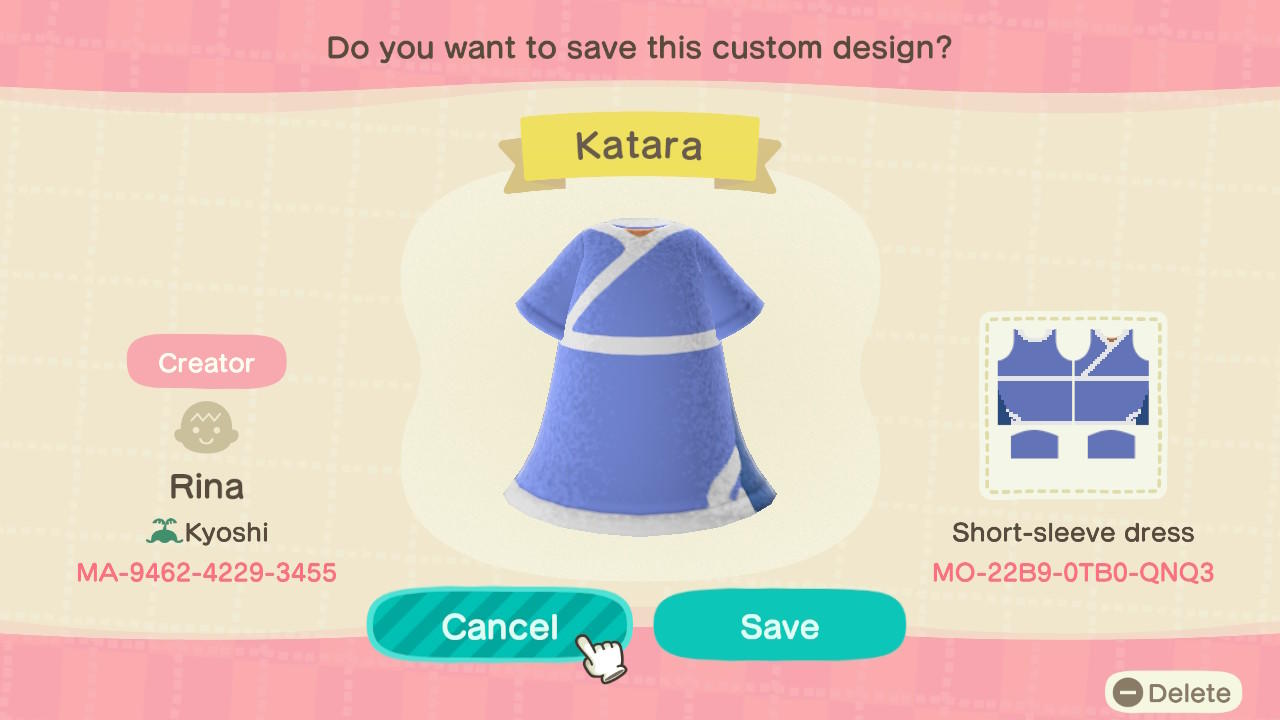 Do you want to save this custom design?
Katara
Creator
Rina
Kyoshi
MA-9462-4229-3455
Short-sleeve dress
MO-22B9-0TB0-QNQ3
Cancel
Save
Delete